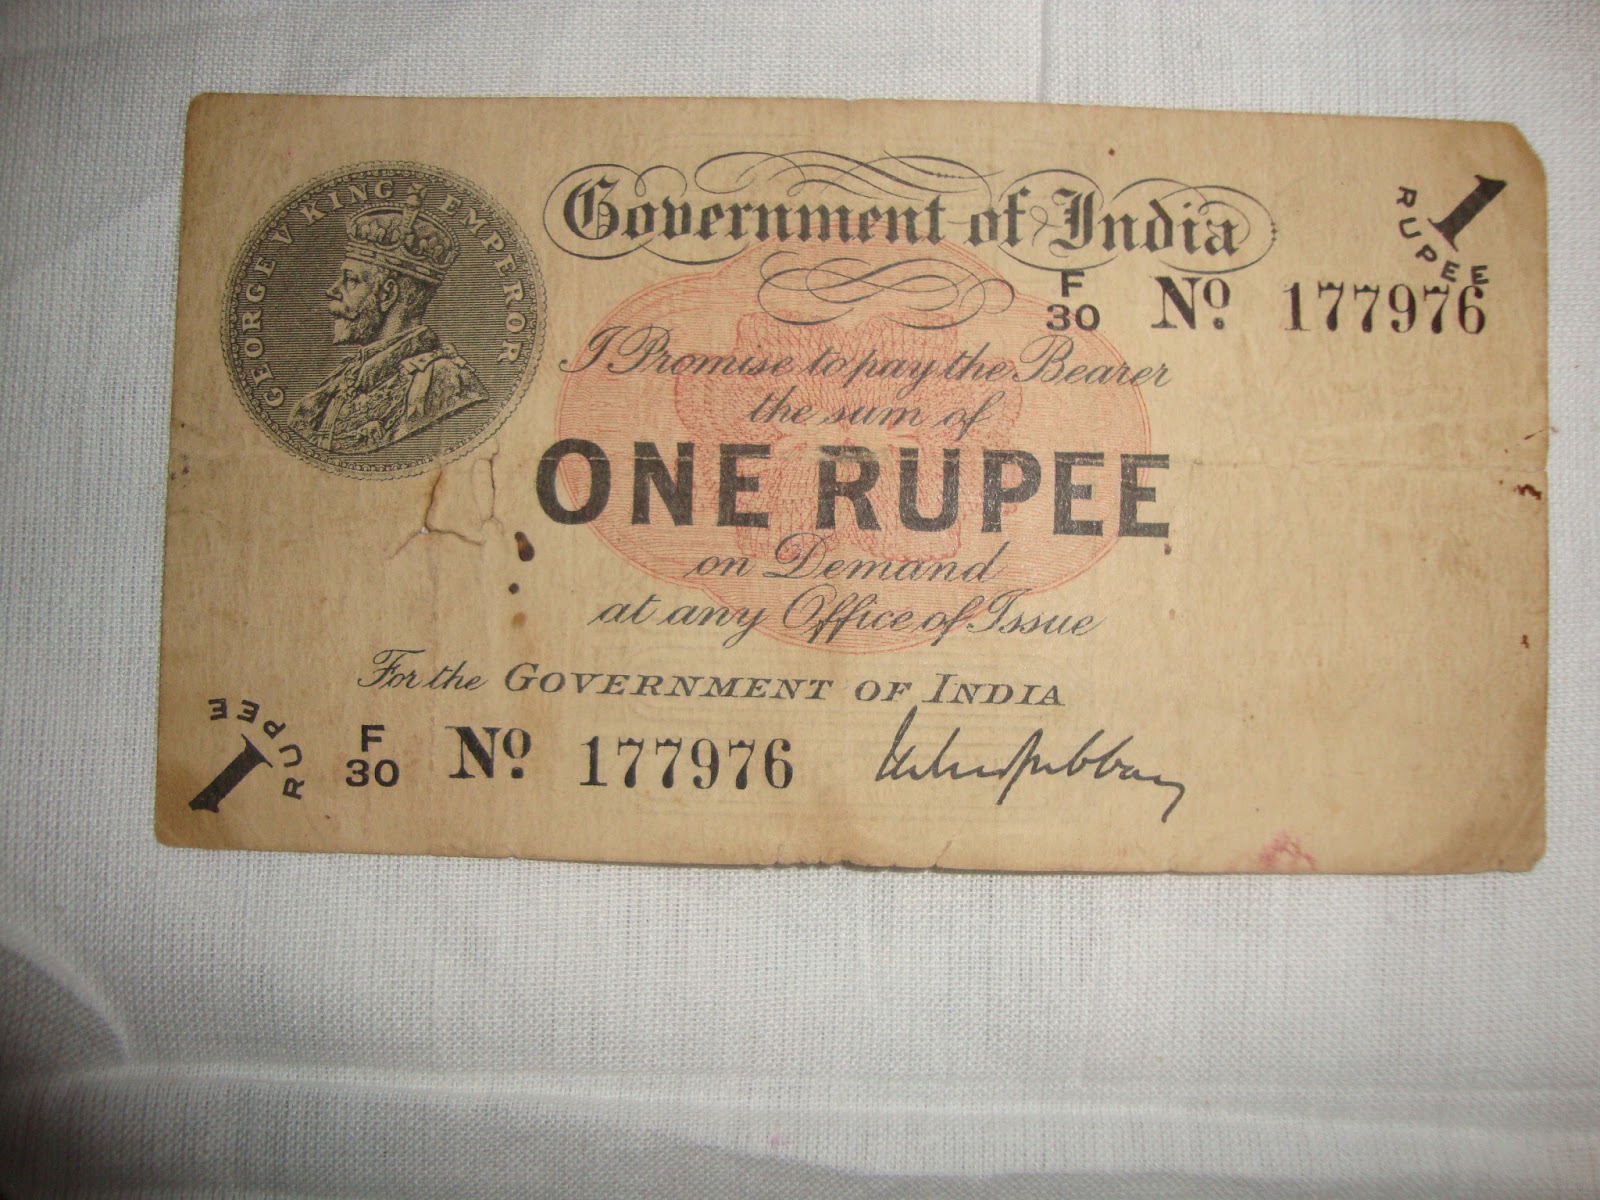 GEORGE V KING EMPEROR
Government of India
1
RUPEE
F
30
No. 177976
I Promise to pay the Bearer
the sum of
ONE RUPEE
on Demand
at any Office of Issue
For the GOVERNMENT OF INDIA
1
RUPEE
F
30
No. 177976